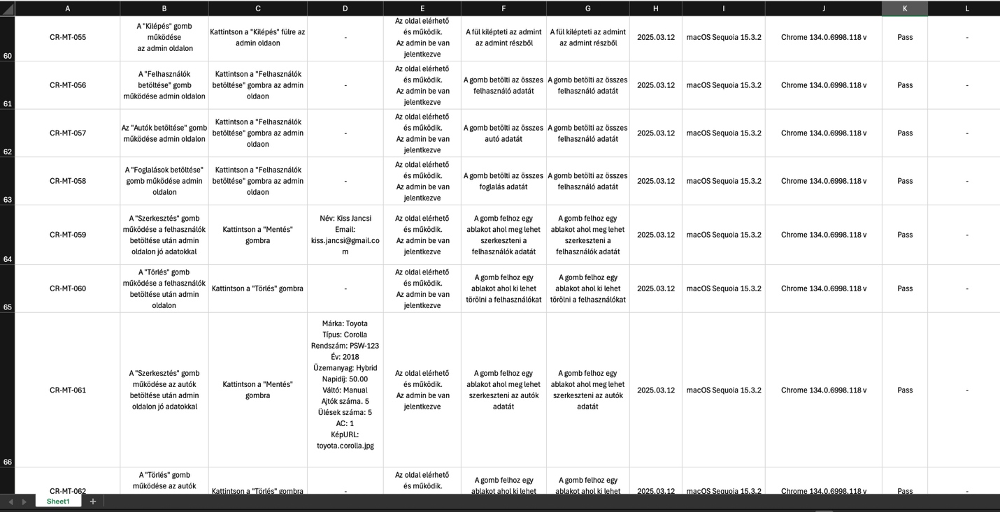 A B C D E F G H I J K L
60
CR-MT-055
A "Kilépés" gomb
működése
az admin oldalon
Kattintson a "Kilépés" fülre az
admin oldaon
-
Az oldal elérhető
és működik.
Az admin be van
jelentkezve
A fül kilépteti az admint
az admint részből
A fül kilépteti az admint
az admint részből
2025.03.12
macOS Sequoia 15.3.2
Chrome 134.0.6998.118 v
Pass
-
61
CR-MT-056
A "Felhasználók
betöltése" gomb
működése admin oldalon
Kattintson a "Felhasználók
betöltése" gombra az admin
oldaon
-
Az oldal elérhető
és működik.
Az admin be van
jelentkezve
A gomb betölti az összes
felhasználó adatát
A gomb betölti az összes
felhasználó adatát
2025.03.12
macOS Sequoia 15.3.2
Chrome 134.0.6998.118 v
Pass
-
62
CR-MT-057
Az "Autók betöltése" gomb
működése admin oldalon
Kattintson a "Felhasználók
betöltése" gombra az admin
oldaon
-
Az oldal elérhető
és működik.
Az admin be van
jelentkezve
A gomb betölti az összes
autó adatát
A gomb betölti az összes
felhasználó adatát
2025.03.12
macOS Sequoia 15.3.2
Chrome 134.0.6998.118 v
Pass
-
63
CR-MT-058
A "Foglalások betöltése"
gomb működése admin
oldalon
Kattintson a "Felhasználók
betöltése" gombra az admin
oldaon
-
Az oldal elérhető
és működik.
Az admin be van
jelentkezve
A gomb betölti az összes
foglalás adatát
A gomb betölti az összes
felhasználó adatát
2025.03.12
macOS Sequoia 15.3.2
Chrome 134.0.6998.118 v
Pass
-
64
CR-MT-059
A "Szerkesztés" gomb
működése a felhasználók
betöltése után admin
oldalon jó adatokkal
Kattintson a "Mentés"
gombra
Név: Kiss Jancsi
Email:
kiss.jancsi@gmail.co
m
Az oldal elérhető
és működik.
Az admin be van
jelentkezve
A gomb felhoz egy
ablakot ahol meg lehet
szerkeszteni a
felhasználók adatát
A gomb felhoz egy
ablakot ahol meg lehet
szerkeszteni a
felhasználók adatát
2025.03.12
macOS Sequoia 15.3.2
Chrome 134.0.6998.118 v
Pass
-
65
CR-MT-060
A "Törlés" gomb
működése a felhasználók
betöltése után admin
oldalon
Kattintson a "Törlés" gombra
-
Az oldal elérhető
és működik.
Az admin be van
jelentkezve
A gomb felhoz egy
ablakot ahol ki lehet
törölni a felhasználókat
A gomb felhoz egy
ablakot ahol ki lehet
törölni a felhasználókat
2025.03.12
macOS Sequoia 15.3.2
Chrome 134.0.6998.118 v
Pass
-
66
CR-MT-061
A "Szerkesztés" gomb
működése az autók
betöltése után admin
oldalon jó adatokkal
Kattintson a "Mentés"
gombra
Márka: Toyota
Típus: Corolla
Rendszám: PSW-123
Év: 2018
Üzemanyag: Hybrid
Napidíj: 50.00
Váltó: Manual
Ajtók száma. 5
Ülések száma: 5
AC: 1
KépURL:
toyota.corolla.jpg
Az oldal elérhető
és működik.
Az admin be van
jelentkezve
A gomb felhoz egy
ablakot ahol meg lehet
szerkeszteni az autók
adatát
A gomb felhoz egy
ablakot ahol meg lehet
szerkeszteni az autók
adatát
2025.03.12
macOS Sequoia 15.3.2
Chrome 134.0.6998.118 v
Pass
-
CR-MT-062
A "Törlés" gomb
működése az autók
Kattintson a "Törlés" gombra
-
Az oldal elérhető
és működik.
A gomb felhoz egy
ablakot ahol ki lehet
A gomb felhoz egy
ablakot ahol ki lehet
2025.03.12
macOS Sequoia 15.3.2
Chrome 134.0.6998.118 v
Pass
-
Sheet1
+